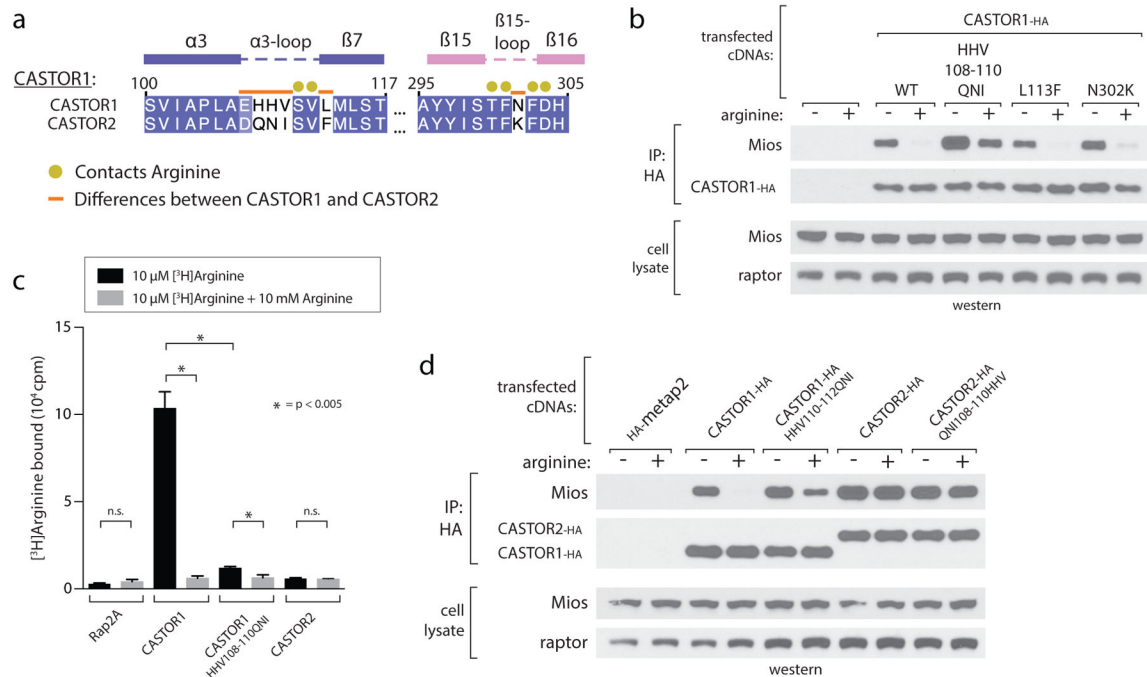 a
α3
α3-loop
ß7
ß15
ß15-
loop
ß16
CASTOR1:
100
117
295
305
CASTOR1
SVIAPLAEHHVSVLMLST
...
AYYISTFNFDH
CASTOR2
SVIAPLADQNISVFMLST
...
AYYISTFKFDH
Contacts Arginine
Differences between CASTOR1 and CASTOR2
b
transfected
cDNAs:
CASTOR1-HA
HHV
108-110
WT
QNI
L113F
N302K
arginine:
- + - + - + - + - +
IP:
HA
Mios
CASTOR1-HA
cell
lysate
Mios
raptor
western
c
10 µM [³H]Arginine
10 µM [³H]Arginine + 10 mM Arginine
[³H]Arginine bound (10⁴ cpm)
15
10
5
0
n.s.
*
*
*
n.s.
* = p < 0.005
Rap2A
CASTOR1
CASTOR1
HHV108-110QNI
CASTOR2
d
transfected
cDNAs:
HA-metap2
CASTOR1-HA
CASTOR1-HA
HHV110-112QNI
CASTOR2-HA
CASTOR2-HA
QNI108-110HHV
arginine:
- + - + - + - + - +
IP:
HA
Mios
CASTOR2-HA
CASTOR1-HA
cell
lysate
Mios
raptor
western